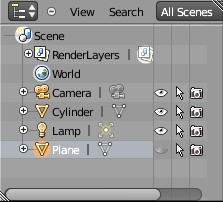 View Search All Scenes
Scene
RenderLayers |
World
Camera |
Cylinder |
Lamp |
Plane |